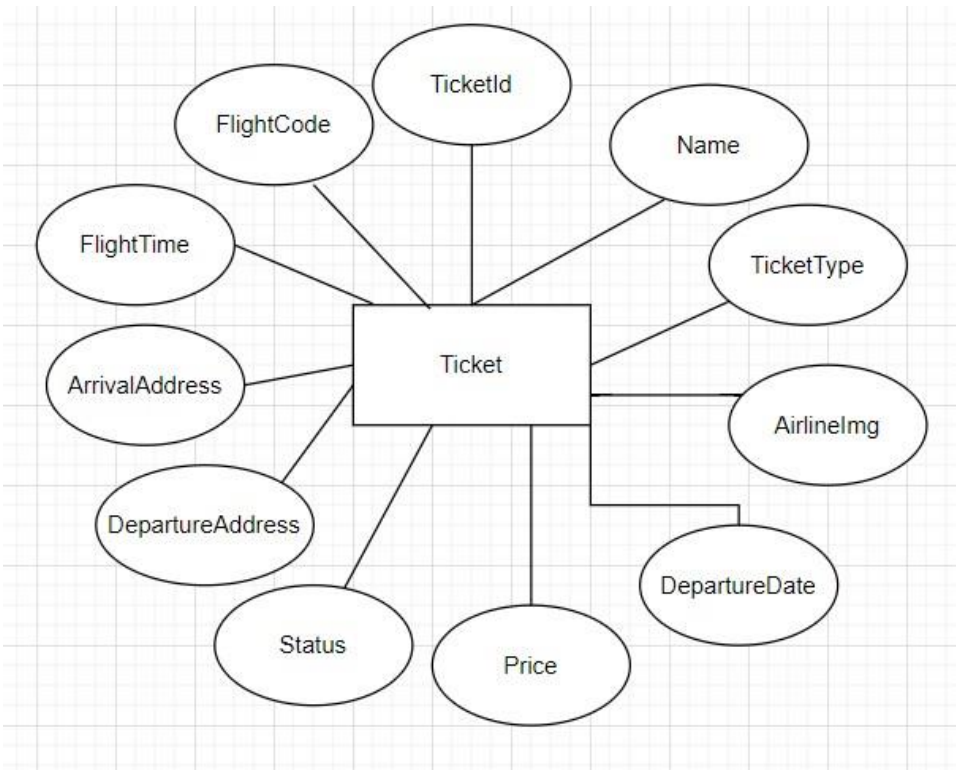 TicketId
FlightCode
Name
FlightTime
TicketType
Ticket
ArrivalAddress
AirlineImg
DepartureAddress
DepartureDate
Status
Price